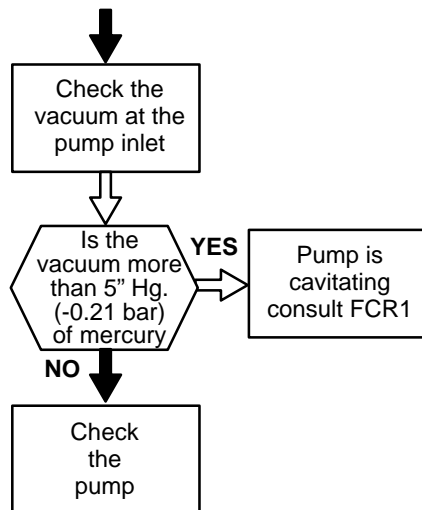 Check the
vacuum at the
pump inlet
Is the
vacuum more
than 5” Hg.
(-0.21 bar)
of mercury
YES
Pump is
cavitating
consult FCR1
NO
Check
the
pump